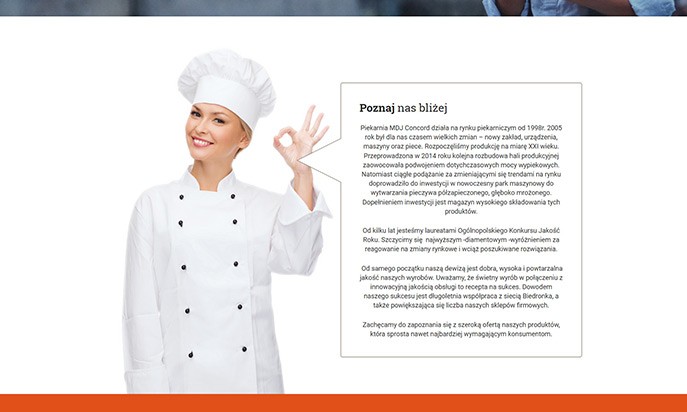 Poznaj nas bliżej
Piekarnia MDJ Concord działa na rynku piekarniczym od 1998r. 2005
rok był dla nas czasem wielkich zmian – nowy zakład, urządzenia,
maszyny oraz piece. Rozpoczęliśmy produkcję na miarę XXI wieku.
Przeprowadzona w 2014 roku kolejna rozbudowa hali produkcyjnej
zaowocowała podwojeniem dotychczasowych mocy wypiekowych.
Natomiast ciągłe podążanie za zmieniającymi się trendami na rynku
doprowadziło do inwestycji w nowoczesny park maszynowy do
wytwarzania pieczywa półzapieczonego, głęboko mrożonego.
Dopełnieniem inwestycji jest magazyn wysokiego składowania tych
produktów.
Od kilku lat jesteśmy laureatami Ogólnopolskiego Konkursu Jakość
Roku. Szczycimy się najwyższym -diamentowym -wyróżnieniem za
reagowanie na zmiany rynkowe i wciąż poszukiwane rozwiązania.
Od samego początku naszą dewizą jest dobra, wysoka i powtarzalna
jakość naszych wyrobów. Uważamy, że świetny wyrób w połączeniu z
innowacyjną jakością obsługi to recepta na sukces. Dowodem
naszego sukcesu jest długoletnia współpraca z siecią Biedronka, a
także powiększająca się liczba naszych sklepów firmowych.
Zachęcamy do zapoznania się z szeroką ofertą naszych produktów,
która sprosta nawet najbardziej wymagającym konsumentom.